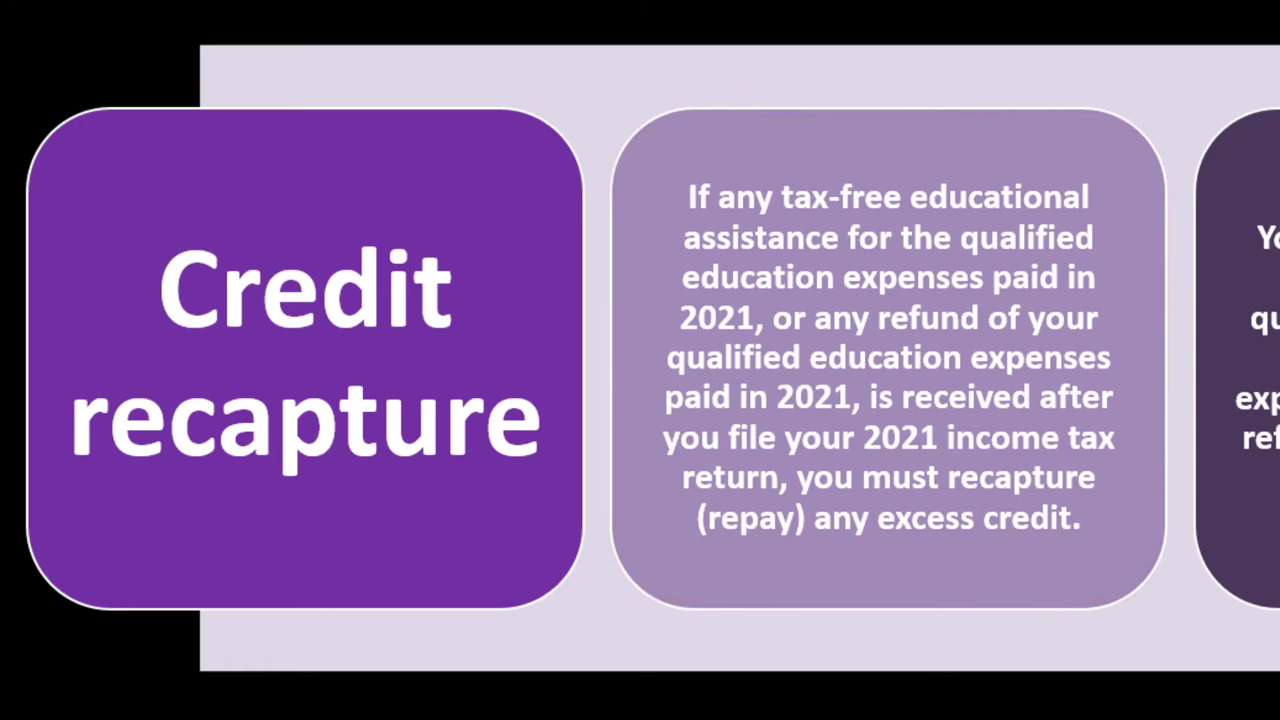 Credit
recapture
If any tax-free educational
assistance for the qualified
education expenses paid in
2021, or any refund of your
qualified education expenses
paid in 2021, is received after
you file your 2021 income tax
return, you must recapture
(repay) any excess credit.